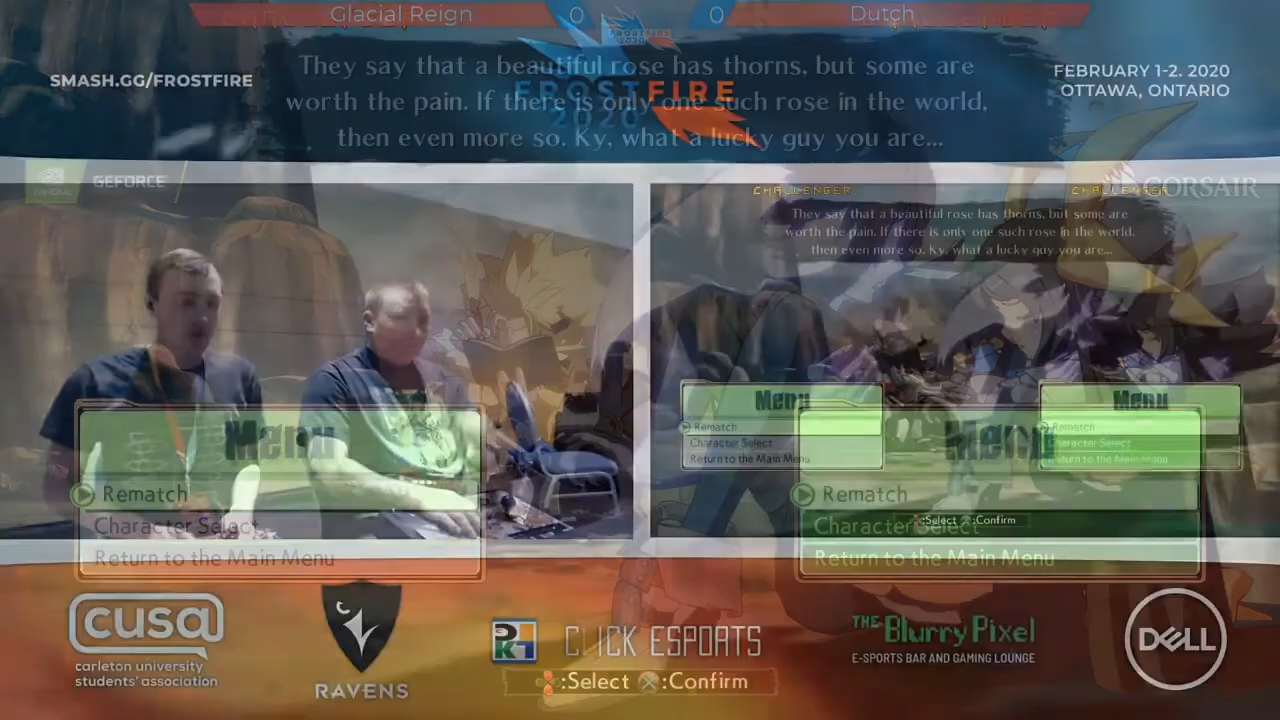 Glacial Reign 0 0 Dutch
FROSTFIRE
2020
SMASH.GG/FROSTFIRE
They say that a beautiful rose has thorns, but some are
worth the pain. If there is only one such rose in the world,
then even more so. Ky, what a lucky guy you are...
FROSTFIRE
2020
FEBRUARY 1-2. 2020
OTTAWA, ONTARIO
NVIDIA.
GEFORCE
CORSAIR
CHALLENGER
CHALLENGER
They say that a beautiful rose has thorns, but some are
worth the pain. If there is only one such rose in the world,
then even more so. Ky, what a lucky guy you are...
Menu
Rematch
Character Select
Return to the Main Menu
Menu
Rematch
Character Select
Return to the Main Menu
Menu
Rematch
Character Select
Return to the Main Menu
Menu
Rematch
Character Select
Return to the Main Menu
:Select :Confirm
cusa
carleton university
students' association
RAVENS
CLICK ESPORTS
THE Blurry Pixel
E-SPORTS BAR AND GAMING LOUNGE
DELL
:Select :Confirm